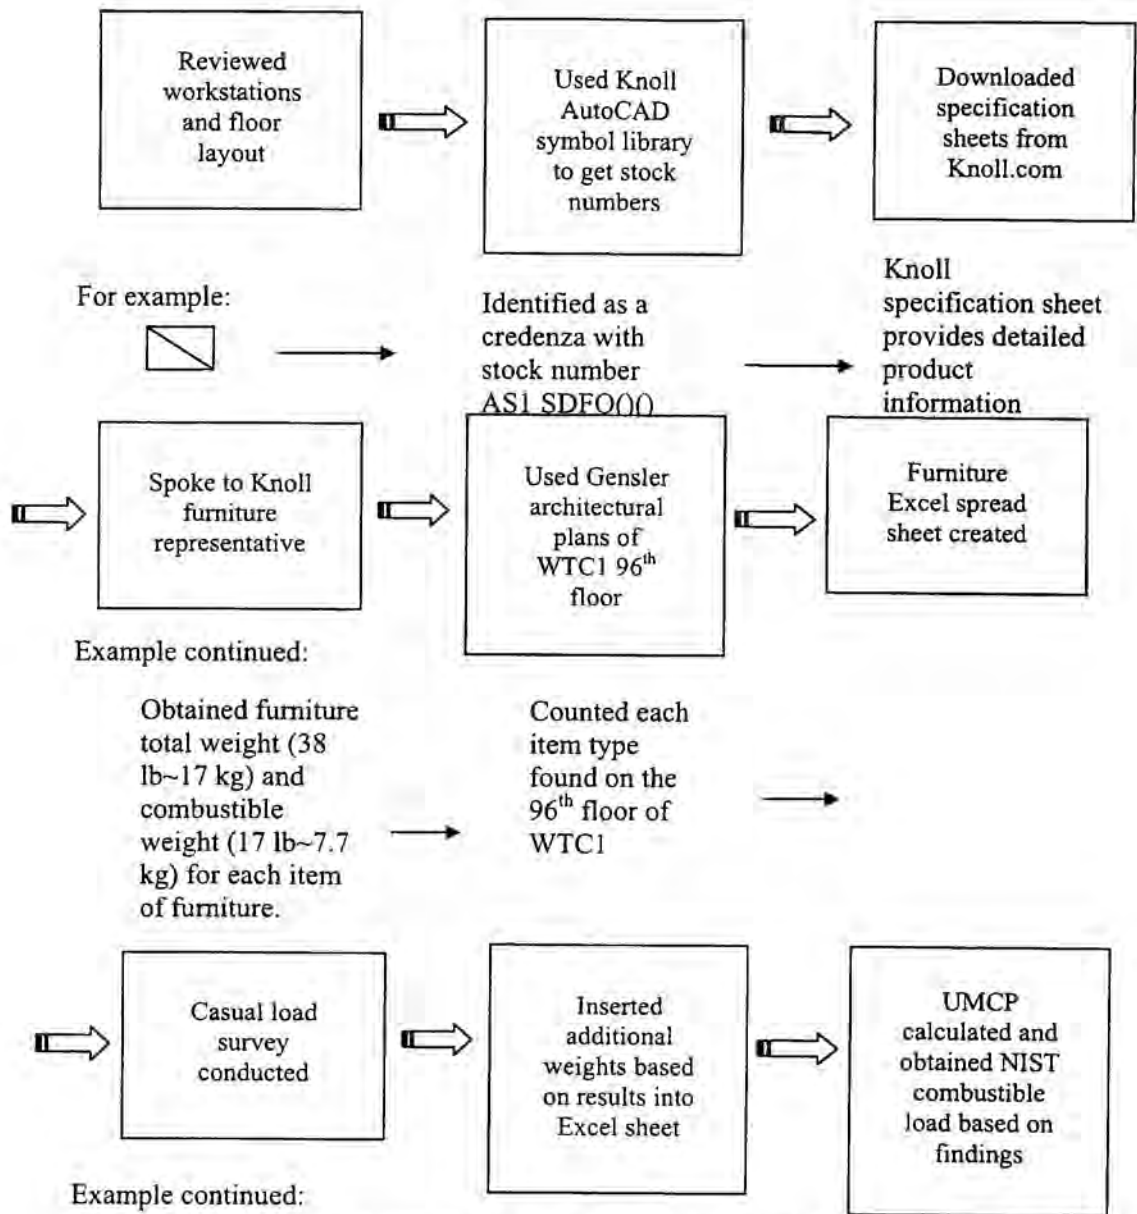 Reviewed
workstations
and floor
layout
Used Knoll
AutoCAD
symbol library
to get stock
numbers
Downloaded
specification
sheets from
Knoll.com
For example:
Identified as a
credenza with
stock number
AS1 SDFO()()
Knoll
specification sheet
provides detailed
product
information
Spoke to Knoll
furniture
representative
Used Gensler
architectural
plans of
WTC1 96th
floor
Furniture
Excel spread
sheet created
Example continued:
Obtained furniture
total weight (38
lb~17 kg) and
combustible
weight (17 lb~7.7
kg) for each item
of furniture.
Counted each
item type
found on the
96th floor of
WTC1
Casual load
survey
conducted
Inserted
additional
weights based
on results into
Excel sheet
UMCP
calculated and
obtained NIST
combustible
load based on
findings
Example continued: